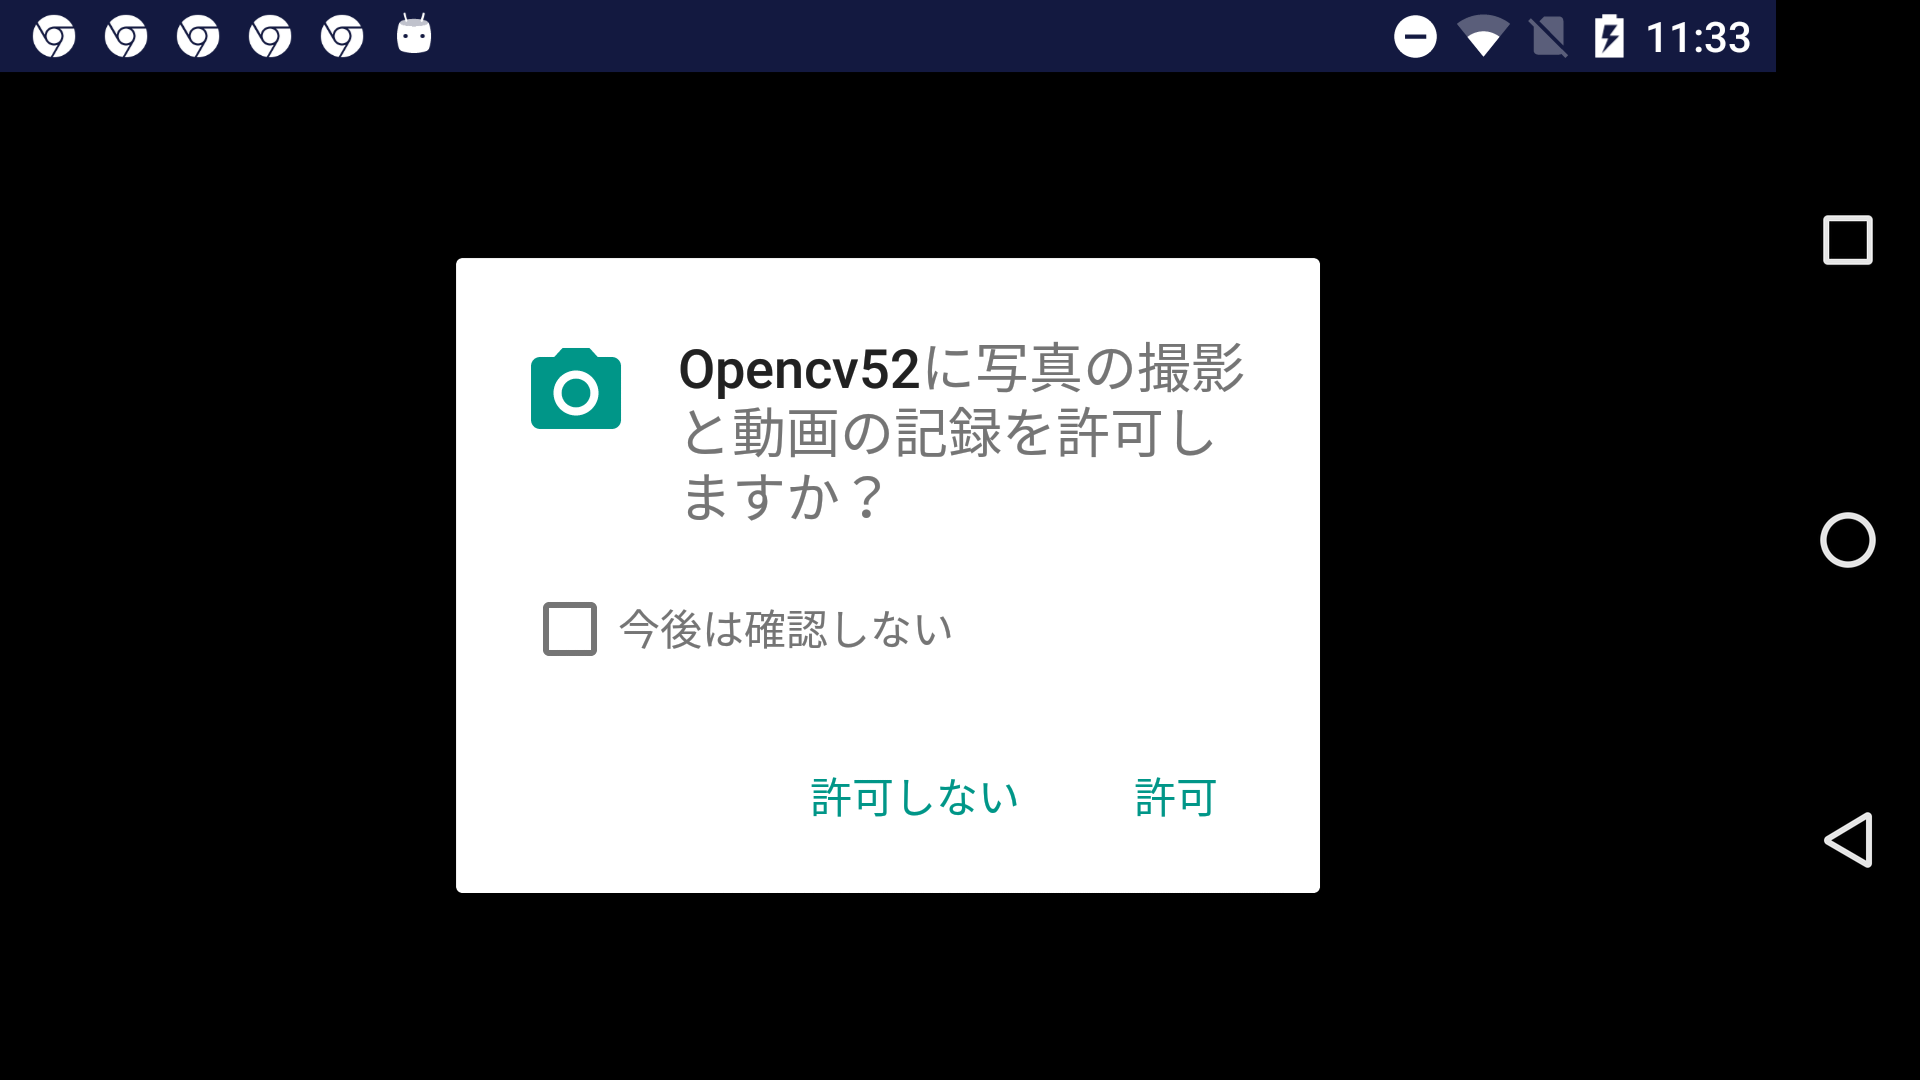 11:33
Opencv52に写真の撮影
と動画の記録を許可し
ますか？
今後は確認しない
許可しない 許可